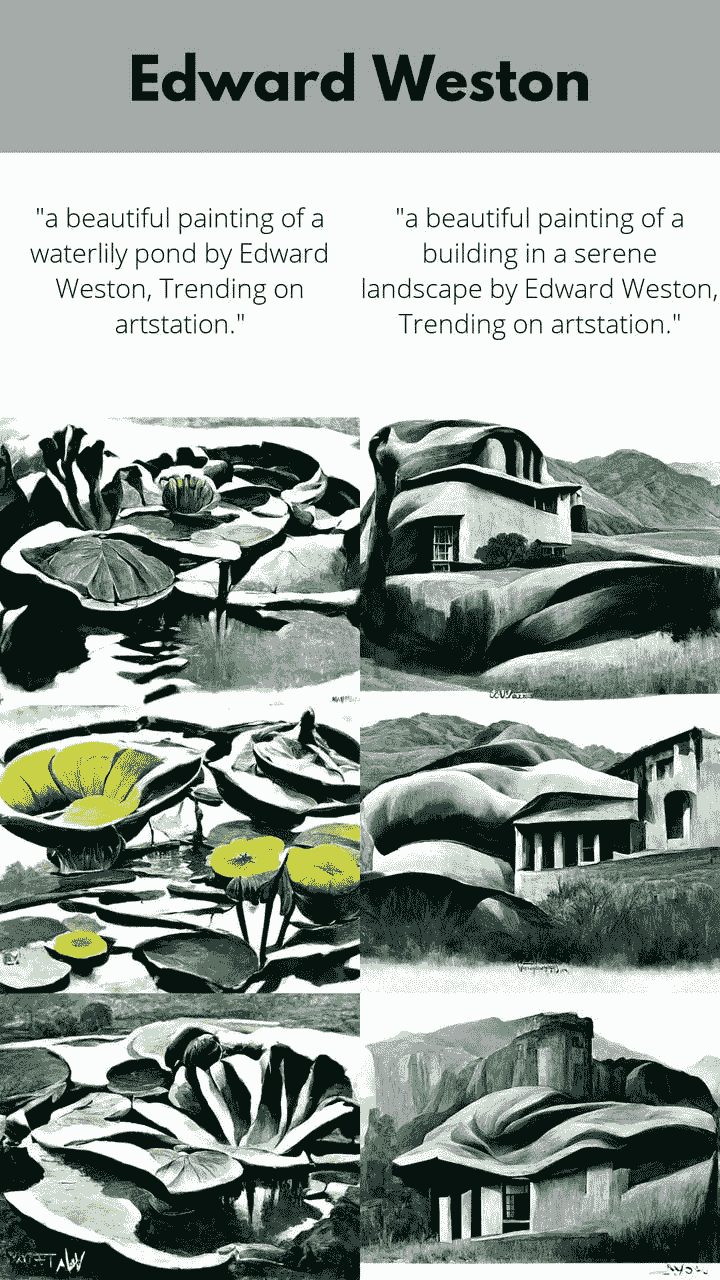 Edward Weston
"a beautiful painting of a
waterlily pond by Edward
Weston, Trending on
artstation."
"a beautiful painting of a
building in a serene
landscape by Edward Weston,
Trending on artstation."